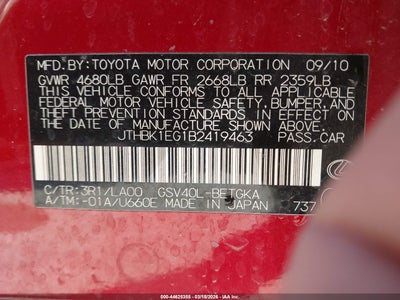 MFD. BY: TOYOTA MOTOR CORPORATION 09/10
GVWR 4680LB GAWR FR 2668LB RR 2359LB
THIS VEHICLE CONFORMS TO ALL APPLICABLE
FEDERAL MOTOR VEHICLE SAFETY, BUMPER, AND
THEFT PREVENTION STANDARDS IN EFFECT ON
THE DATE OF MANUFACTURE SHOWN ABOVE.
JTHBK1EG1B2419463 PASS.CAR
C/TR: 3R1/LA00 GSV40L-BETGKA
A/TM: -01A/U660E MADE IN JAPAN 737
ID: 000-44625355 - 03/18/2026 - IAA INC.